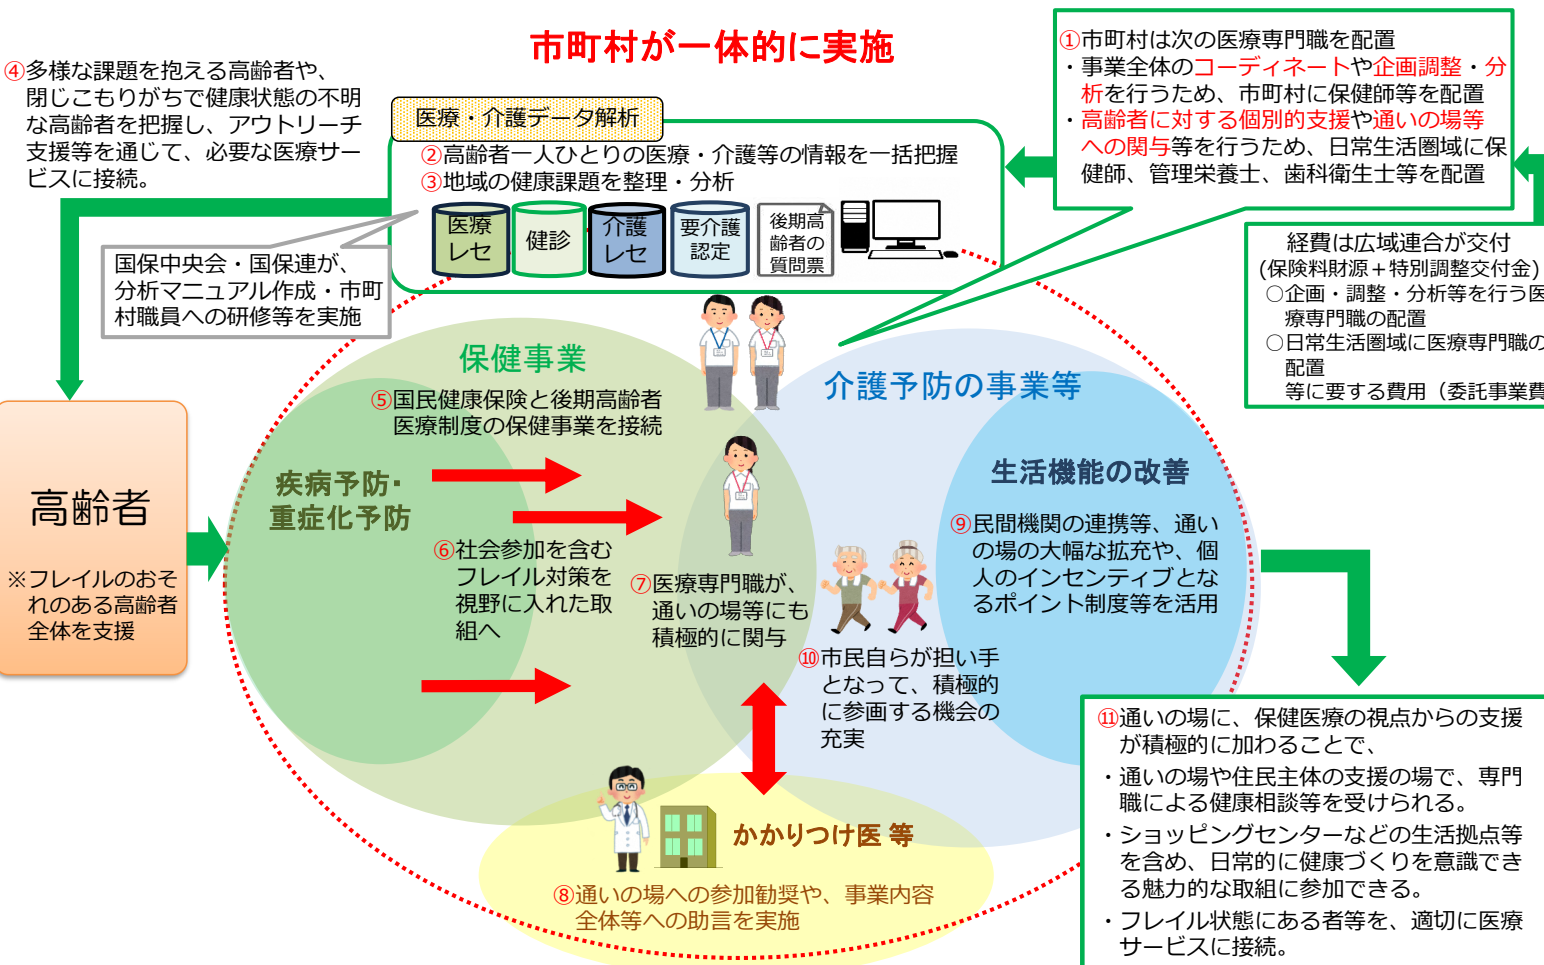 市町村が一体的に実施
①市町村は次の医療専門職を配置
・事業全体のコーディネートや企画調整・分
析を行うため、市町村に保健師等を配置
・高齢者に対する個別的支援や通いの場等
への関与等を行うため、日常生活圏域に保
健師、管理栄養士、歯科衛生士等を配置
④多様な課題を抱える高齢者や、
閉じこもりがちで健康状態の不明
な高齢者を把握し、アウトリーチ
支援等を通じて、必要な医療サー
ビスに接続。
医療・介護データ解析
②高齢者一人ひとりの医療・介護等の情報を一括把握
③地域の健康課題を整理・分析
医療
レセ
健診
介護
レセ
要介護
認定
後期高
齢者の
質問票
国保中央会・国保連が、
分析マニュアル作成・市町
村職員への研修等を実施
経費は広域連合が交付
(保険料財源＋特別調整交付金)
○企画・調整・分析等を行う医
療専門職の配置
○日常生活圏域に医療専門職の
配置
等に要する費用（委託事業費
保健事業
⑤国民健康保険と後期高齢者
医療制度の保健事業を接続
介護予防の事業等
高齢者
※フレイルのおそ
れのある高齢者
全体を支援
疾病予防・
重症化予防
⑥社会参加を含む
フレイル対策を
視野に入れた取
組へ
⑦医療専門職が、
通いの場等にも
積極的に関与
生活機能の改善
⑨民間機関の連携等、通い
の場の大幅な拡充や、個
人のインセンティブとな
るポイント制度等を活用
⑩市民自らが担い手
となって、積極的
に参画する機会の
充実
かかりつけ医 等
⑧通いの場への参加勧奨や、事業内容
全体等への助言を実施
⑪通いの場に、保健医療の視点からの支援
が積極的に加わることで、
・通いの場や住民主体の支援の場で、専門
職による健康相談等を受けられる。
・ショッピングセンターなどの生活拠点等
を含め、日常的に健康づくりを意識でき
る魅力的な取組に参加できる。
・フレイル状態にある者等を、適切に医療
サービスに接続。